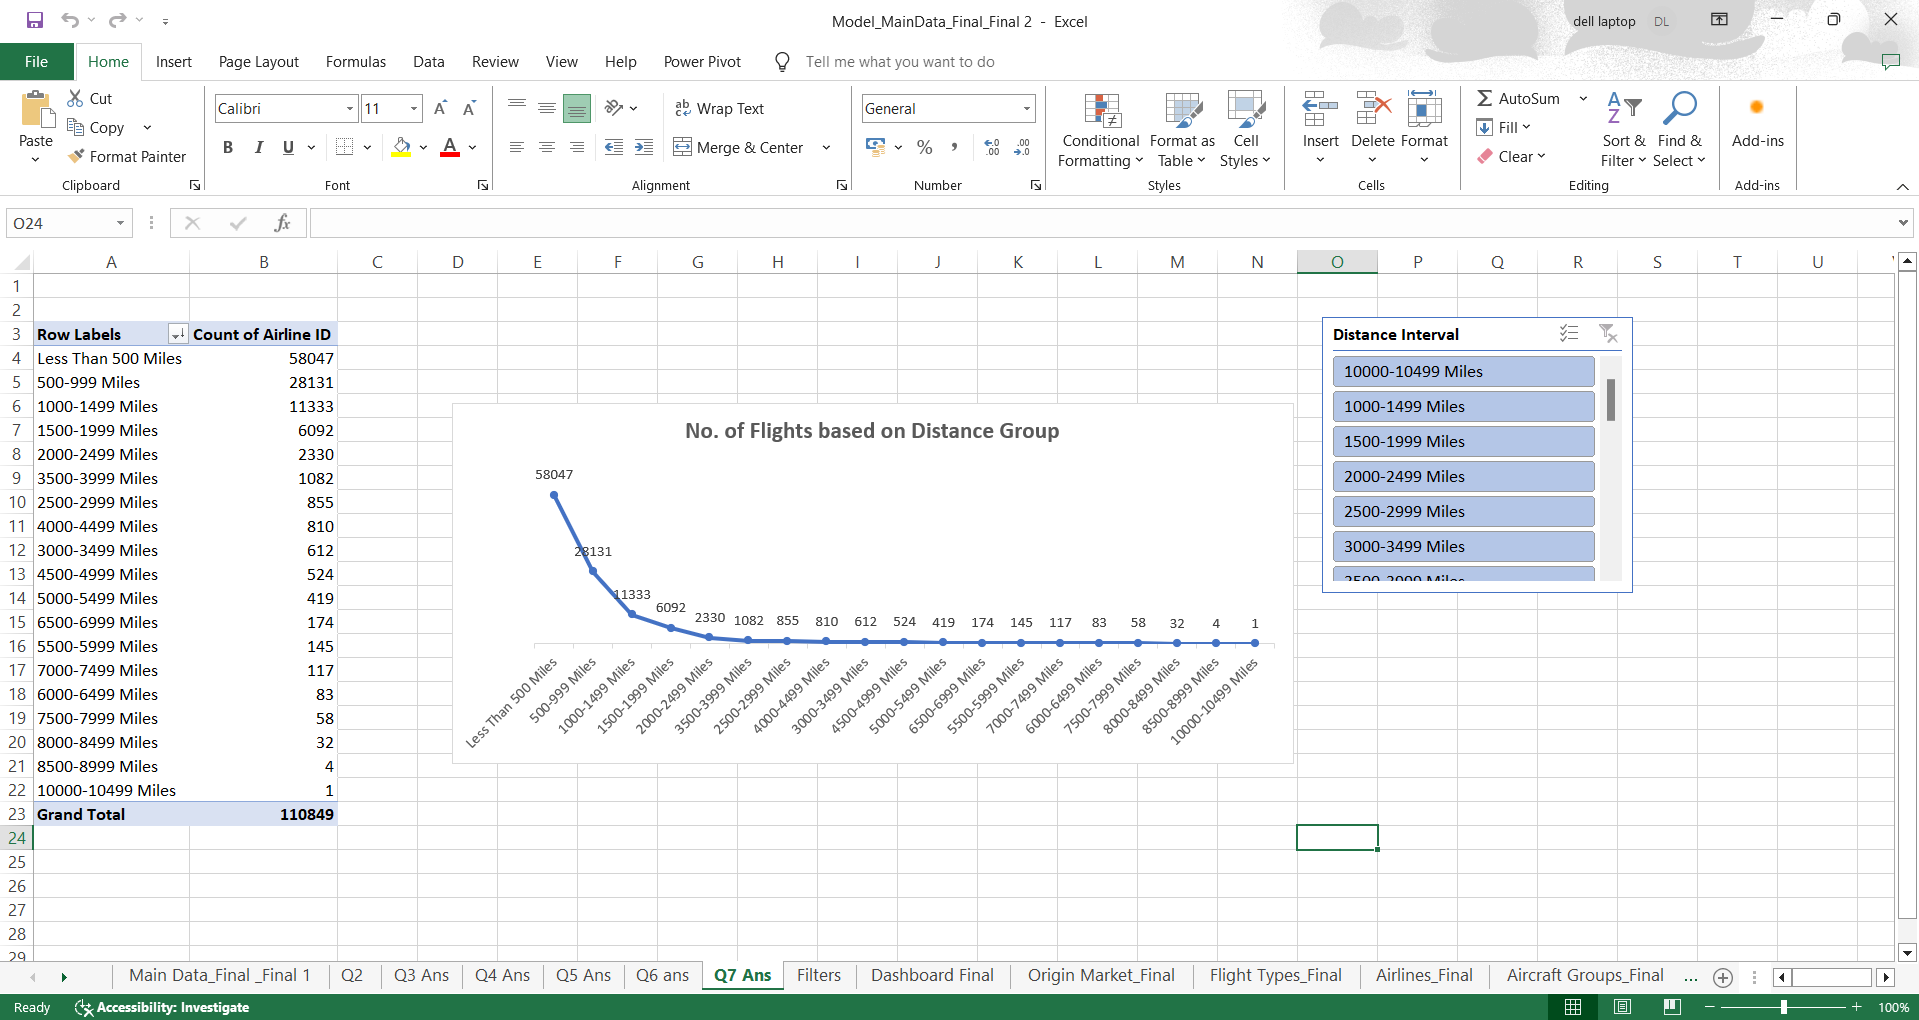 Model_MainData_Final_Final 2 - Excel
dell laptop DL
File Home Insert Page Layout Formulas Data Review View Help Power Pivot Tell me what you want to do
Paste
Cut
Copy
Format Painter
Clipboard
Calibri 11
B I U
Font
Wrap Text
Merge & Center
Alignment
General
Number
Conditional Formatting
Format as Table
Cell Styles
Styles
Insert Delete Format
Cells
AutoSum
Fill
Clear
Sort & Filter
Find & Select
Editing
Add-ins
Add-ins
O24
fx
A B C D E F G H I J K L M N O P Q R S T U
1
2
3 Row Labels Count of Airline ID
4 Less Than 500 Miles 58047
5 500-999 Miles 28131
6 1000-1499 Miles 11333
7 1500-1999 Miles 6092
8 2000-2499 Miles 2330
9 3500-3999 Miles 1082
10 2500-2999 Miles 855
11 4000-4499 Miles 810
12 3000-3499 Miles 612
13 4500-4999 Miles 524
14 5000-5499 Miles 419
15 6500-6999 Miles 174
16 5500-5999 Miles 145
17 7000-7499 Miles 117
18 6000-6499 Miles 83
19 7500-7999 Miles 58
20 8000-8499 Miles 32
21 8500-8999 Miles 4
22 10000-10499 Miles 1
23 Grand Total 110849
24
25
26
27
28
29
No. of Flights based on Distance Group
58047 28131 11333 6092 2330 1082 855 810 612 524 419 174 145 117 83 58 32 4 1
Less Than 500 Miles
500-999 Miles
1000-1499 Miles
1500-1999 Miles
2000-2499 Miles
3500-3999 Miles
2500-2999 Miles
4000-4499 Miles
3000-3499 Miles
4500-4999 Miles
5000-5499 Miles
6500-6999 Miles
5500-5999 Miles
7000-7499 Miles
6000-6499 Miles
7500-7999 Miles
8000-8499 Miles
8500-8999 Miles
10000-10499 Miles
Distance Interval
10000-10499 Miles
1000-1499 Miles
1500-1999 Miles
2000-2499 Miles
2500-2999 Miles
3000-3499 Miles
3500-3999 Miles
Main Data_Final _Final 1 Q2 Q3 Ans Q4 Ans Q5 Ans Q6 ans Q7 Ans Filters Dashboard Final Origin Market_Final Flight Types_Final Airlines_Final Aircraft Groups_Final ...
Ready Accessibility: Investigate 100%